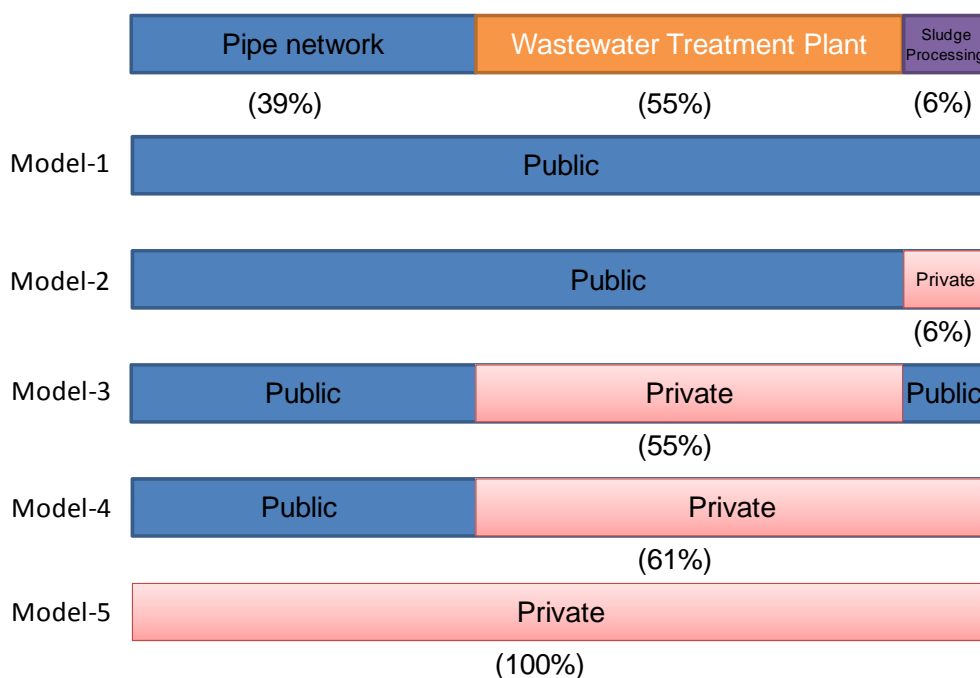 Pipe network
Wastewater Treatment Plant
Sludge
Processing
(39%)
(55%)
(6%)
Model-1
Public
Model-2
Public
Private
(6%)
Model-3
Public
Private
Public
(55%)
Model-4
Public
Private
(61%)
Model-5
Private
(100%)